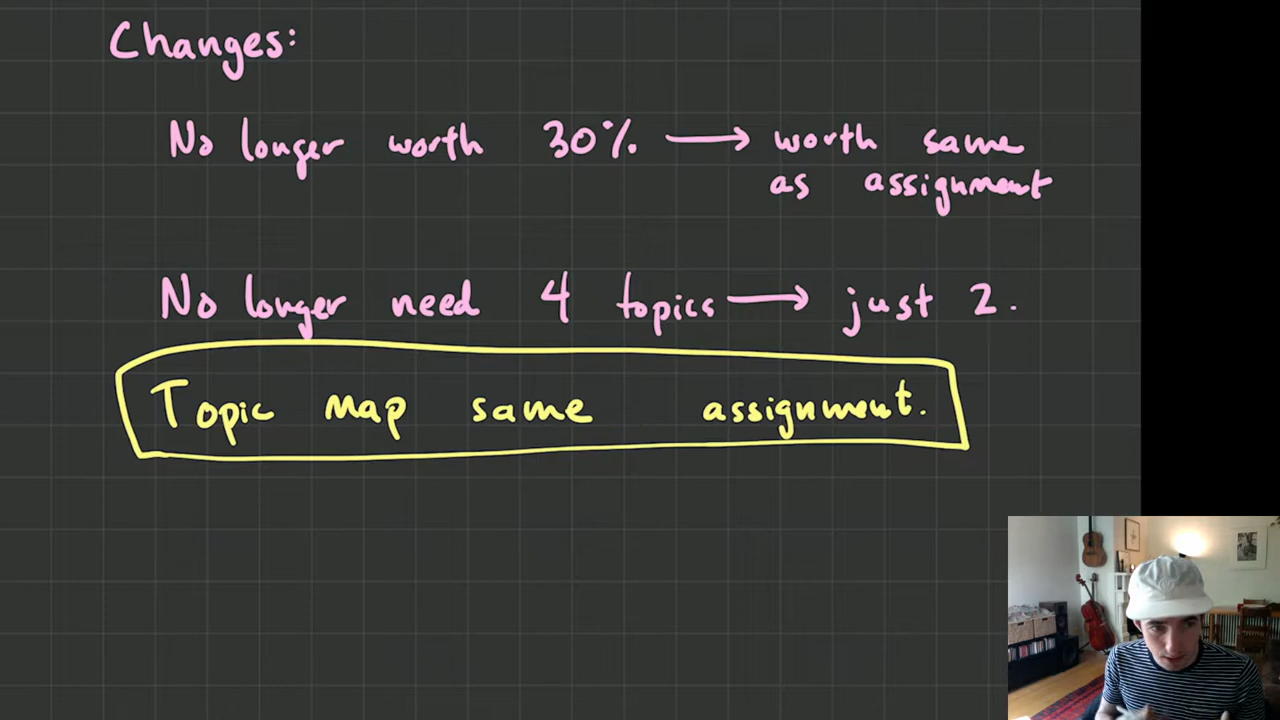 Changes:
No longer worth 30% → worth same
as assignment
No longer need 4 topics → just 2.
Topic map same assignment.